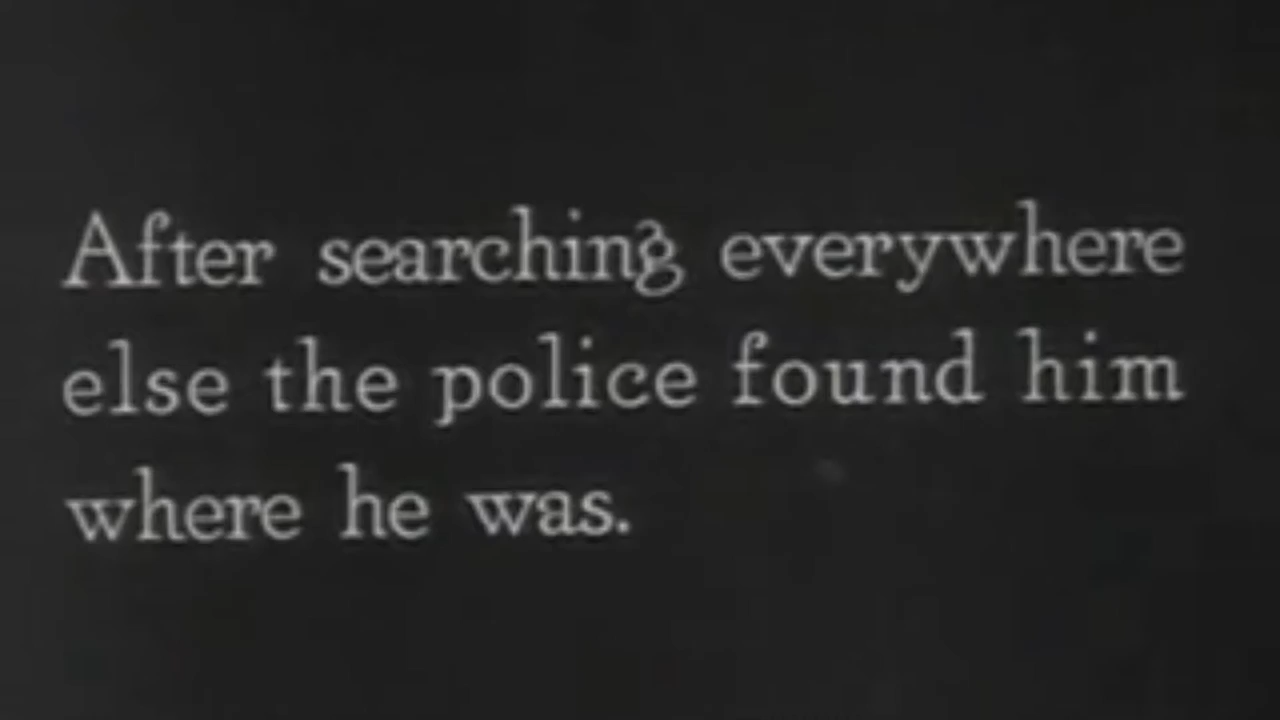 After searching everywhere
else the police found him
where he was.